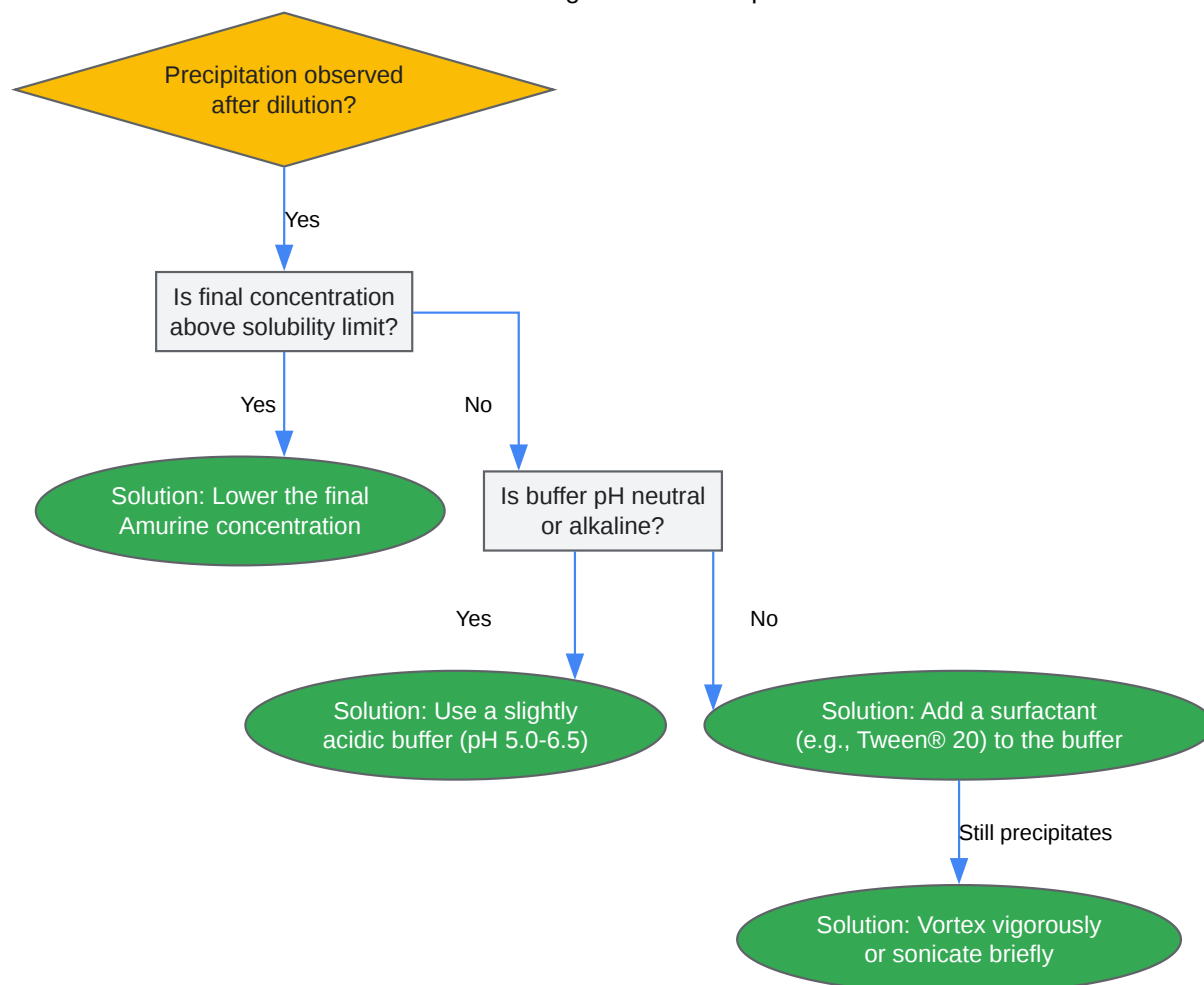 Precipitation observed
after dilution?
Yes
Is final concentration
above solubility limit?
Yes
No
Solution: Lower the final
Amurine concentration
Is buffer pH neutral
or alkaline?
Yes
No
Solution: Use a slightly
acidic buffer (pH 5.0-6.5)
Solution: Add a surfactant
(e.g., Tween® 20) to the buffer
Still precipitates
Solution: Vortex vigorously
or sonicate briefly